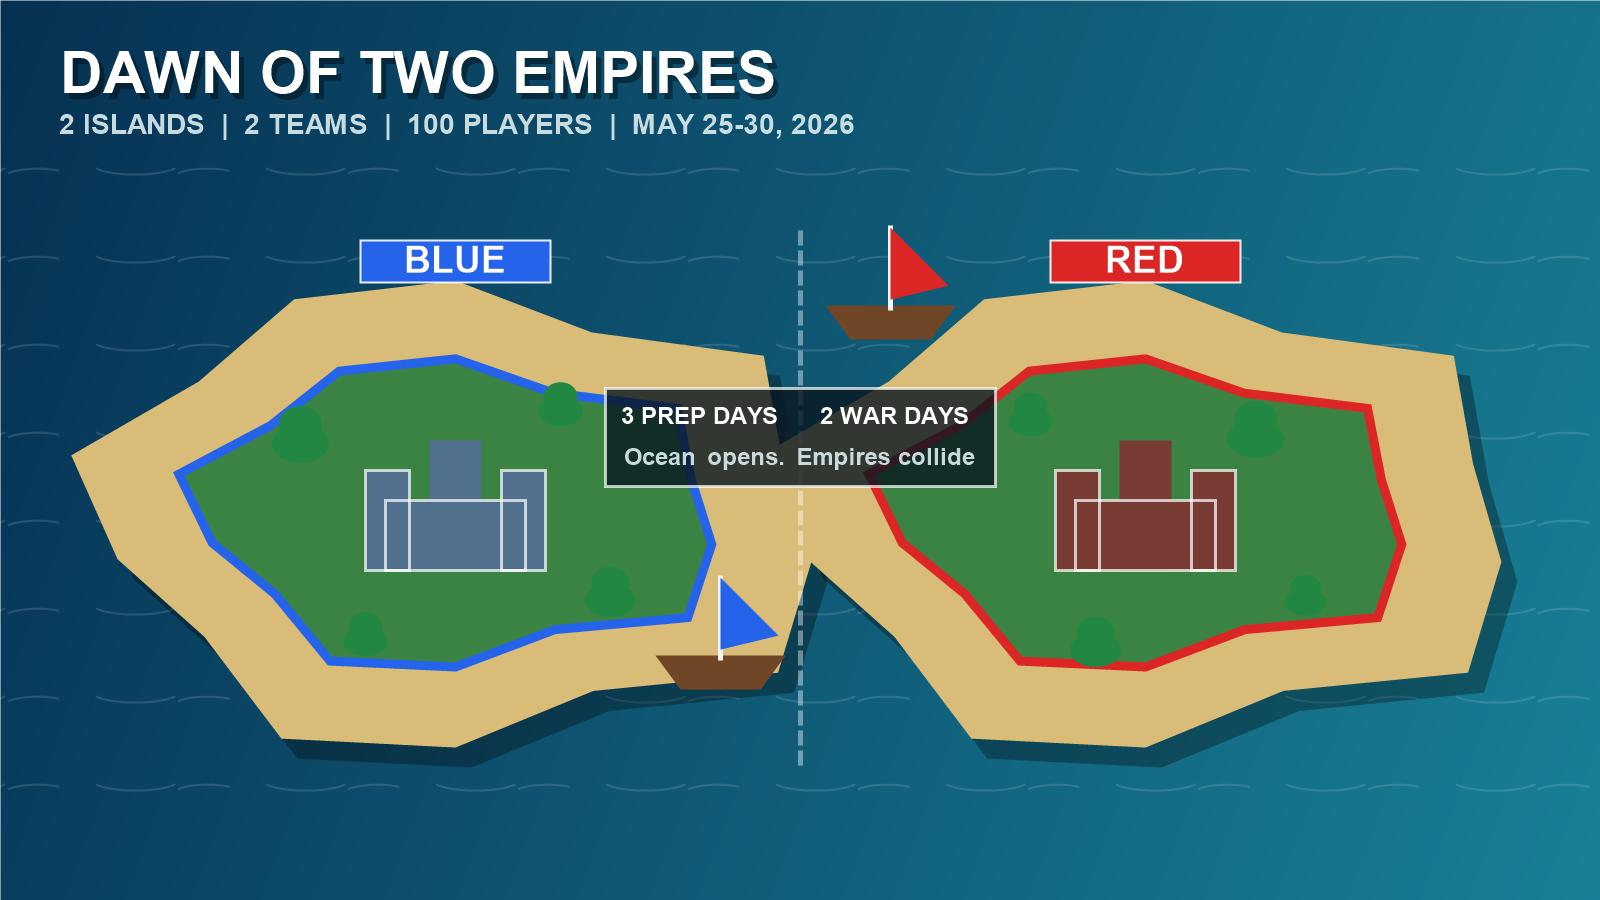 DAWN OF TWO EMPIRES
2 ISLANDS | 2 TEAMS | 100 PLAYERS | MAY 25-30, 2026
BLUE
RED
3 PREP DAYS 2 WAR DAYS
Ocean opens. Empires collide